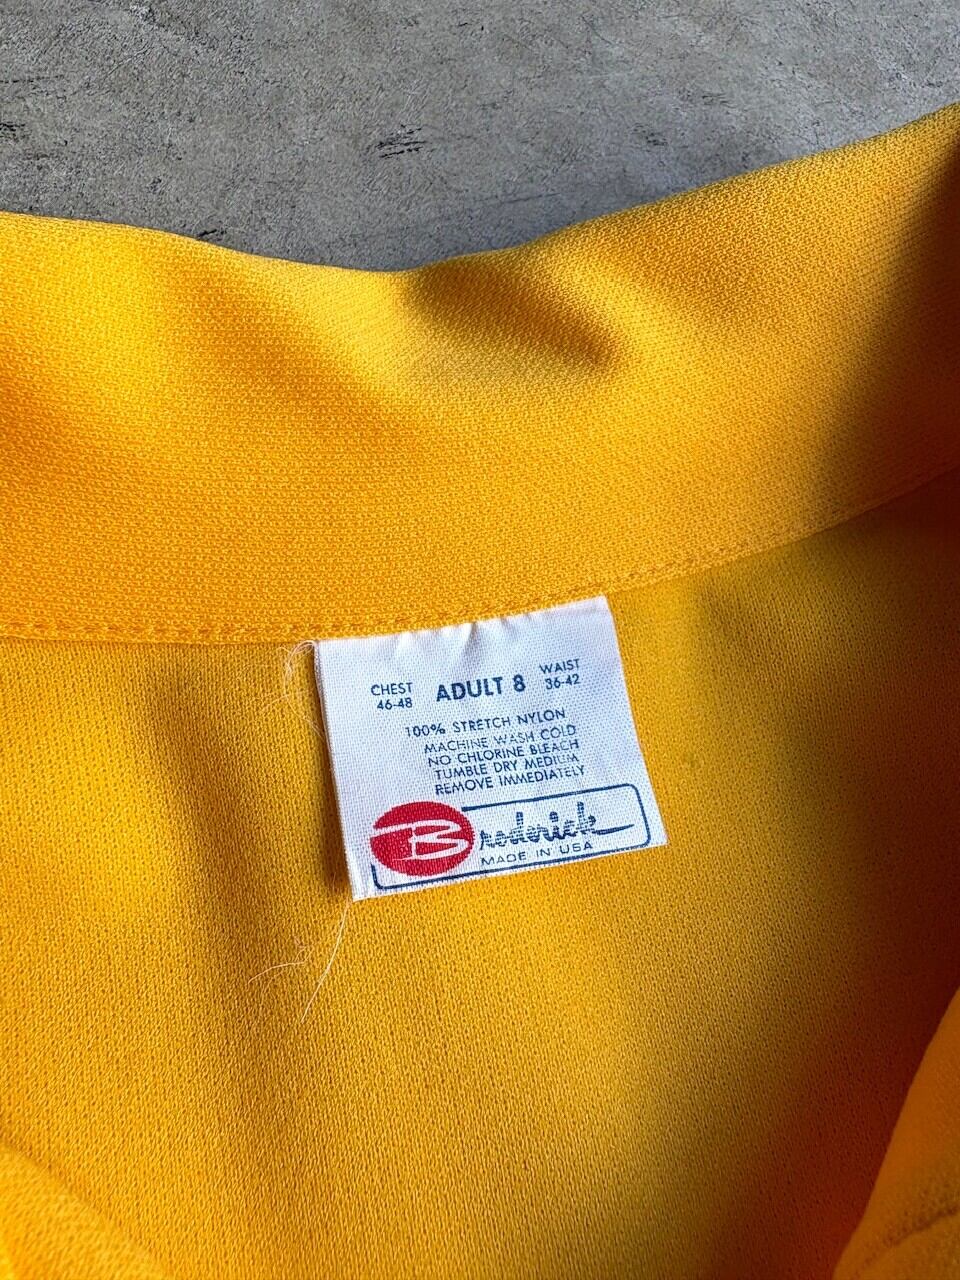 CHEST ADULT 8 WAIST
46-48 36-42
100% STRETCH NYLON
MACHINE WASH COLD
NO CHLORINE BLEACH
TUMBLE DRY MEDIUM
REMOVE IMMEDIATELY
Broderick
MADE IN USA